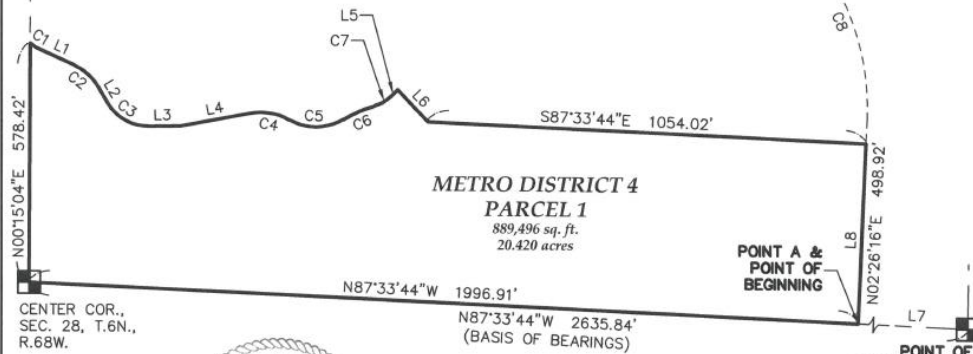 L5
C7
C8
C1 L1
C2
L2
C3
L3
L4
C4
C5
C6
L6
S87°33'44"E 1054.02'
N00°15'04"E 578.42'
METRO DISTRICT 4
PARCEL 1
889,496 sq. ft.
20.420 acres
L8
N02°26'16"E 498.92'
POINT A &
POINT OF
BEGINNING
N87°33'44"W 1996.91'
N87°33'44"W 2635.84'
(BASIS OF BEARINGS)
L7
CENTER COR.,
SEC. 28, T.6N.,
R.68W.
POINT OF